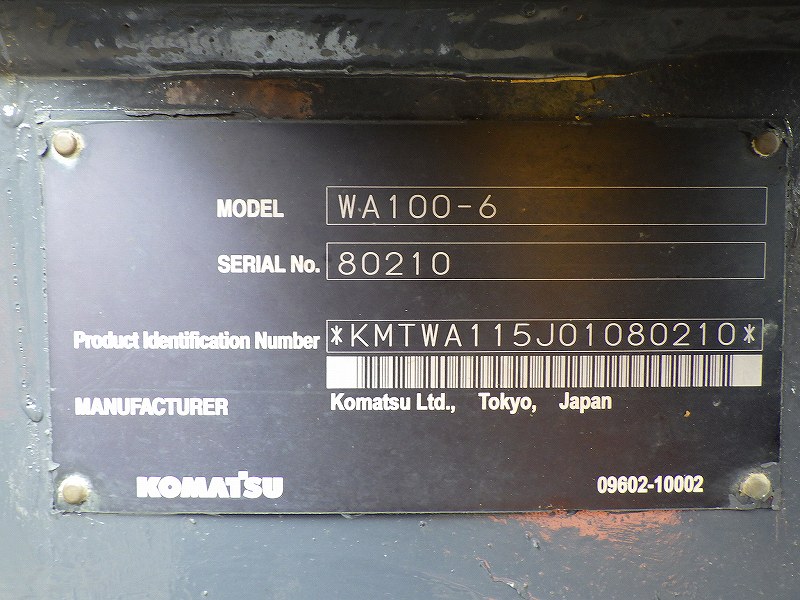 MODEL WA100-6
SERIAL No. 80210
Product Identification Number *KMTWA115J01080210*
MANUFACTURER Komatsu Ltd., Tokyo, Japan
KOMATSU 09602-10002